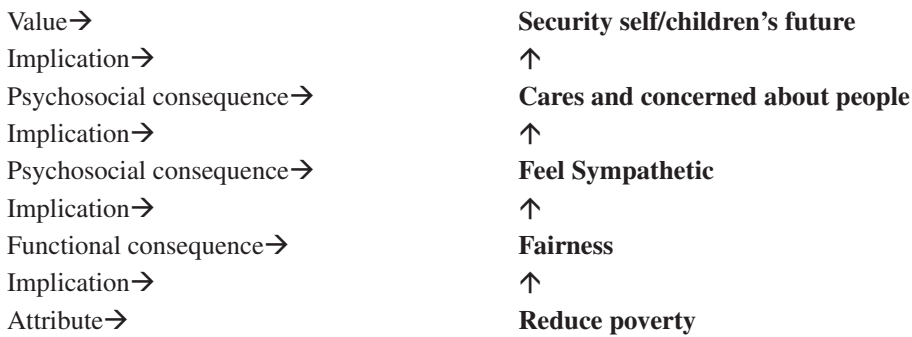 Value→ Security self/children's future
Implication→ ↑
Psychosocial consequence→ Cares and concerned about people
Implication→ ↑
Psychosocial consequence→ Feel Sympathetic
Implication→ ↑
Functional consequence→ Fairness
Implication→ ↑
Attribute→ Reduce poverty